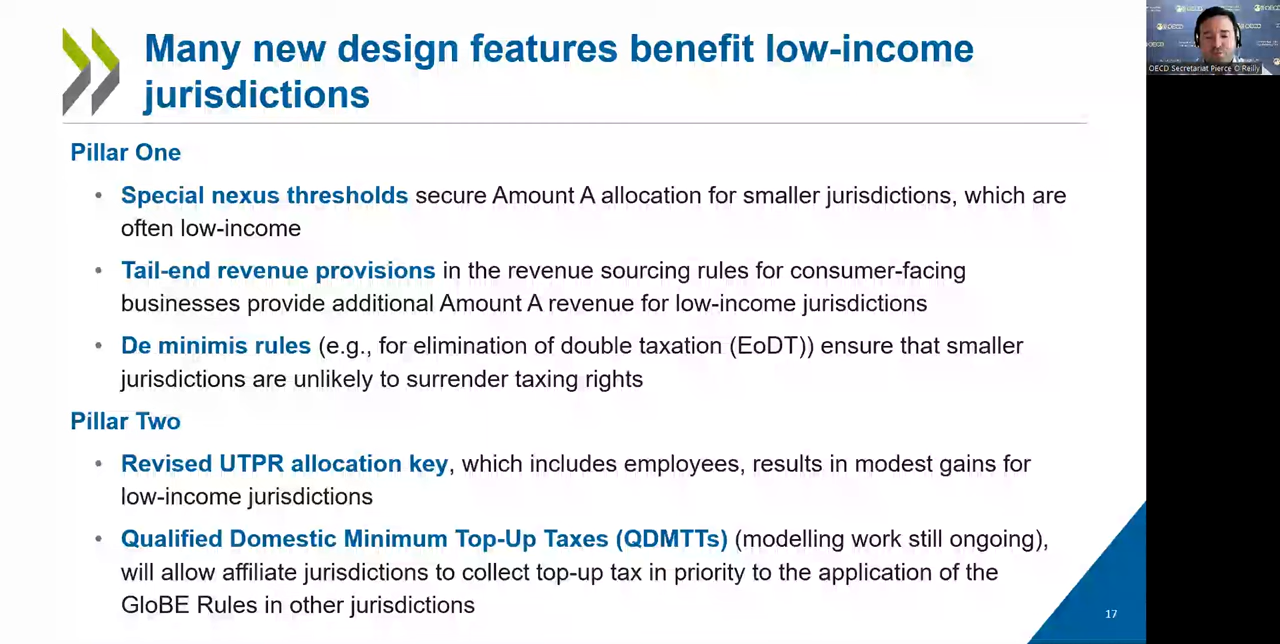 Many new design features benefit low-income
jurisdictions
OECD Secretariat Pierce O Reilly
Pillar One
• Special nexus thresholds secure Amount A allocation for smaller jurisdictions, which are
often low-income
• Tail-end revenue provisions in the revenue sourcing rules for consumer-facing
businesses provide additional Amount A revenue for low-income jurisdictions
• De minimis rules (e.g., for elimination of double taxation (EoDT)) ensure that smaller
jurisdictions are unlikely to surrender taxing rights
Pillar Two
• Revised UTPR allocation key, which includes employees, results in modest gains for
low-income jurisdictions
• Qualified Domestic Minimum Top-Up Taxes (QDMTTs) (modelling work still ongoing),
will allow affiliate jurisdictions to collect top-up tax in priority to the application of the
GloBE Rules in other jurisdictions
17